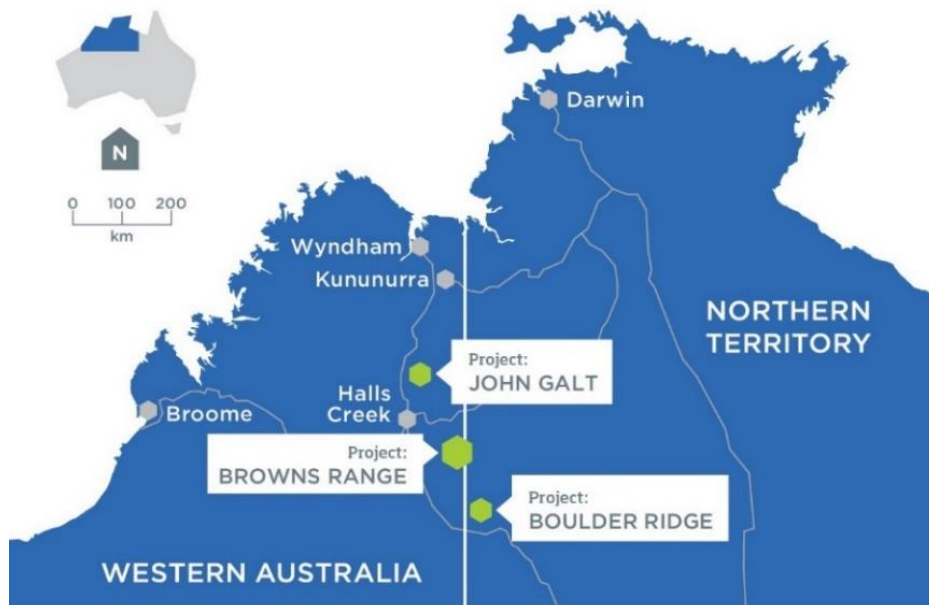 Darwin
N
0 100 200
km
Wyndham
Kununurra
NORTHERN
TERRITORY
Project:
JOHN GALT
Halls
Creek
Broome
Project:
BROWNS RANGE
Project:
BOULDER RIDGE
WESTERN AUSTRALIA